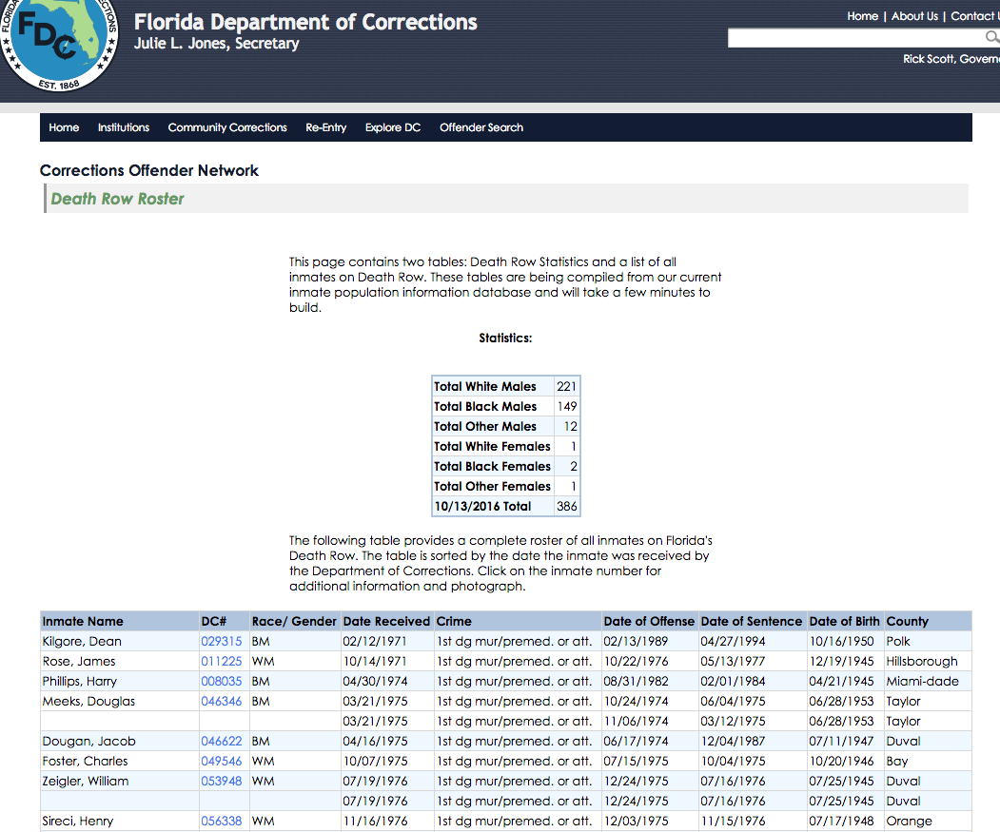 FLORIDA
CORRECTIONS
FDC
EST. 1868
Florida Department of Corrections
Julie L. Jones, Secretary
Home | About Us | Contact
Rick Scott, Governo
Home Institutions Community Corrections Re-Entry Explore DC Offender Search
Corrections Offender Network
Death Row Roster
This page contains two tables: Death Row Statistics and a list of all
inmates on Death Row. These tables are being compiled from our current
inmate population information database and will take a few minutes to
build.
Statistics:
Total White Males 221
Total Black Males 149
Total Other Males 12
Total White Females 1
Total Black Females 2
Total Other Females 1
10/13/2016 Total 386
The following table provides a complete roster of all inmates on Florida's
Death Row. The table is sorted by the date the inmate was received by
the Department of Corrections. Click on the inmate number for
additional information and photograph.
Inmate Name DC# Race/ Gender Date Received Crime Date of Offense Date of Sentence Date of Birth County
Kilgore, Dean 029315 BM 02/12/1971 1st dg mur/premed. or att. 02/13/1989 04/27/1994 10/16/1950 Polk
Rose, James 011225 WM 10/14/1971 1st dg mur/premed. or att. 10/22/1976 05/13/1977 12/19/1945 Hillsborough
Phillips, Harry 008035 BM 04/30/1974 1st dg mur/premed. or att. 08/31/1982 02/01/1984 04/21/1945 Miami-dade
Meeks, Douglas 046346 BM 03/21/1975 1st dg mur/premed. or att. 10/24/1974 06/04/1975 06/28/1953 Taylor
03/21/1975 1st dg mur/premed. or att. 11/06/1974 03/12/1975 06/28/1953 Taylor
Dougan, Jacob 046622 BM 04/16/1975 1st dg mur/premed. or att. 06/17/1974 12/04/1987 07/11/1947 Duval
Foster, Charles 049546 WM 10/07/1975 1st dg mur/premed. or att. 07/15/1975 10/04/1975 10/20/1946 Bay
Zeigler, William 053948 WM 07/19/1976 1st dg mur/premed. or att. 12/24/1975 07/16/1976 07/25/1945 Duval
07/19/1976 1st dg mur/premed. or att. 12/24/1975 07/16/1976 07/25/1945 Duval
Sireci, Henry 056338 WM 11/16/1976 1st dg mur/premed. or att. 12/03/1975 11/15/1976 07/17/1948 Orange